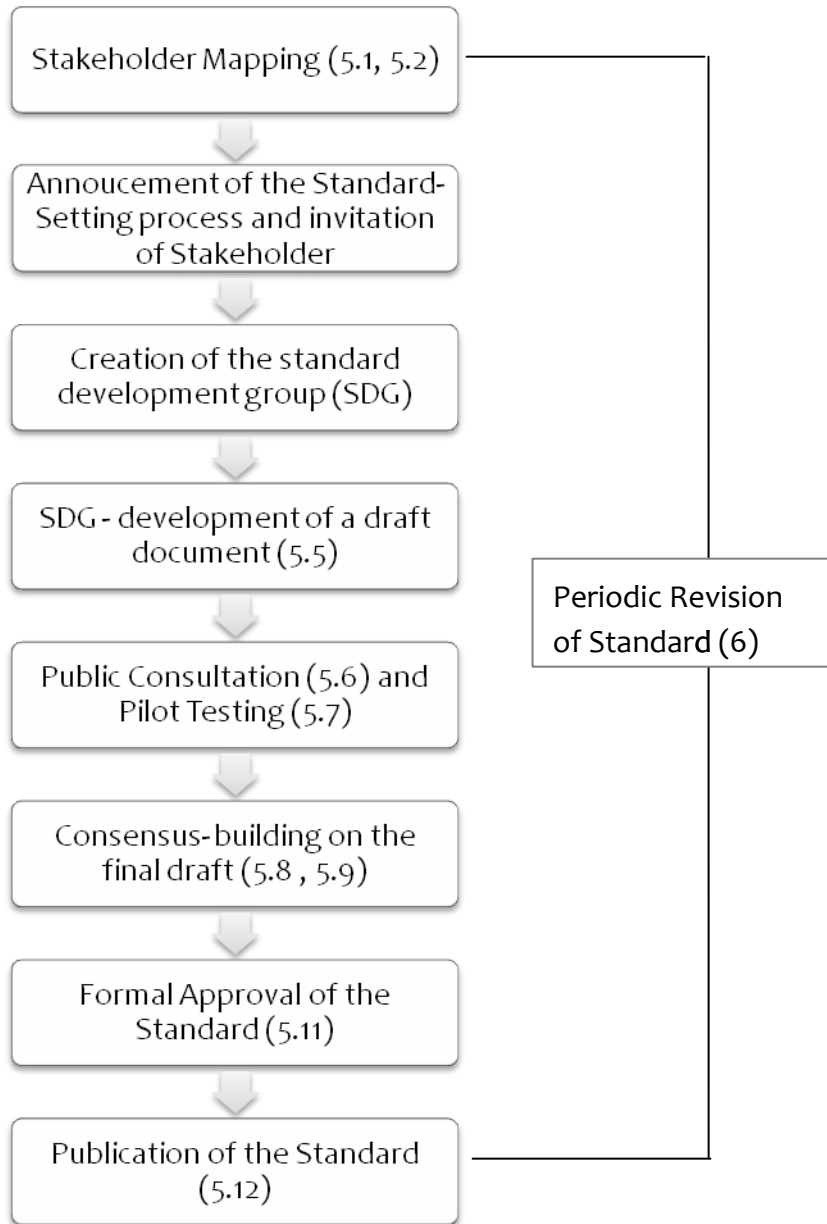 Stakeholder Mapping (5.1, 5.2)
Annoucement of the Standard-
Setting process and invitation
of Stakeholder
Creation of the standard
development group (SDG)
SDG - development of a draft
document (5.5)
Public Consultation (5.6) and
Pilot Testing (5.7)
Consensus-building on the
final draft (5.8 , 5.9)
Formal Approval of the
Standard (5.11)
Publication of the Standard
(5.12)
Periodic Revision
of Standard (6)